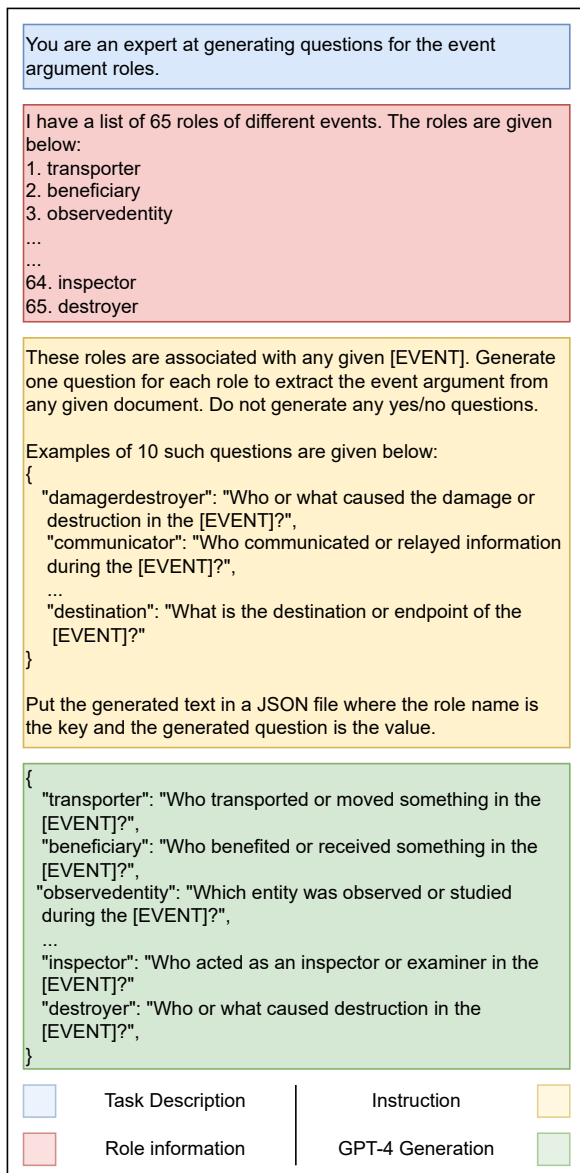 You are an expert at generating questions for the event
argument roles.
I have a list of 65 roles of different events. The roles are given
below:
1. transporter
2. beneficiary
3. observedentity
...
...
64. inspector
65. destroyer
These roles are associated with any given [EVENT]. Generate
one question for each role to extract the event argument from
any given document. Do not generate any yes/no questions.
Examples of 10 such questions are given below:
{
"damagerdestroyer": "Who or what caused the damage or
destruction in the [EVENT]?",
"communicator": "Who communicated or relayed information
during the [EVENT]?",
...
"destination": "What is the destination or endpoint of the
[EVENT]?"
}
Put the generated text in a JSON file where the role name is
the key and the generated question is the value.
{
"transporter": "Who transported or moved something in the
[EVENT]?",
"beneficiary": "Who benefited or received something in the
[EVENT]?",
"observedentity": "Which entity was observed or studied
during the [EVENT]?",
...
"inspector": "Who acted as an inspector or examiner in the
[EVENT]?"
"destroyer": "Who or what caused destruction in the
[EVENT]?",
}
Task Description
Instruction
Role information
GPT-4 Generation